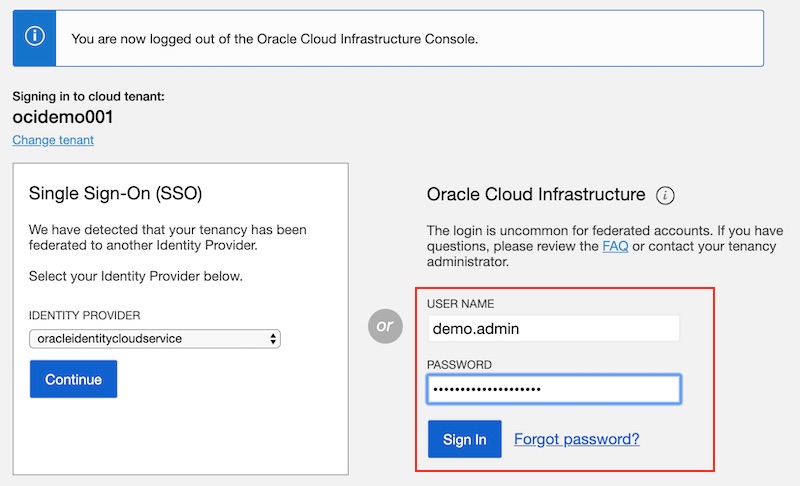 You are now logged out of the Oracle Cloud Infrastructure Console.
Signing in to cloud tenant:
ocidemo001
Change tenant
Single Sign-On (SSO)
We have detected that your tenancy has been
federated to another Identity Provider.
Select your Identity Provider below.
IDENTITY PROVIDER
oracleidentitycloudservice
Continue
or
Oracle Cloud Infrastructure
The login is uncommon for federated accounts. If you have
questions, please review the FAQ or contact your tenancy
administrator.
USER NAME
demo.admin
PASSWORD
••••••••••••••••••••
Sign In Forgot password?